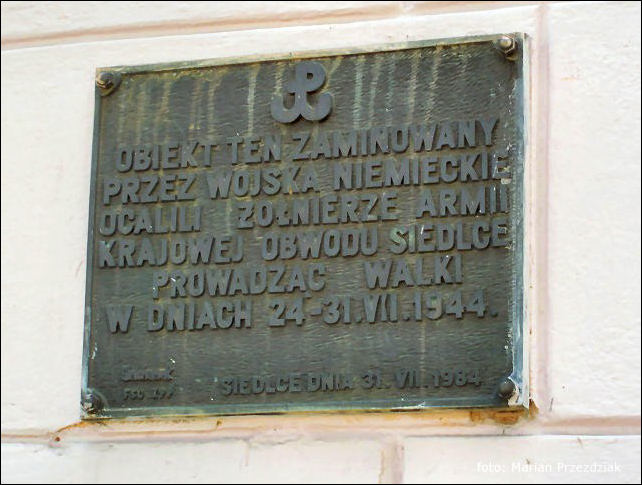 OBIEKT TEN ZAMINOWANY
PRZEZ WOJSKA NIEMIECKIE
OCALILI ŻOŁNIERZE ARMII
KRAJOWEJ OBWODU SIEDLCE
PROWADZĄC WALKI
W DNIACH 24-31.VII.1944.
SIEDLCE DNIA 31. VII. 1984
foto: Marian Przezdziak